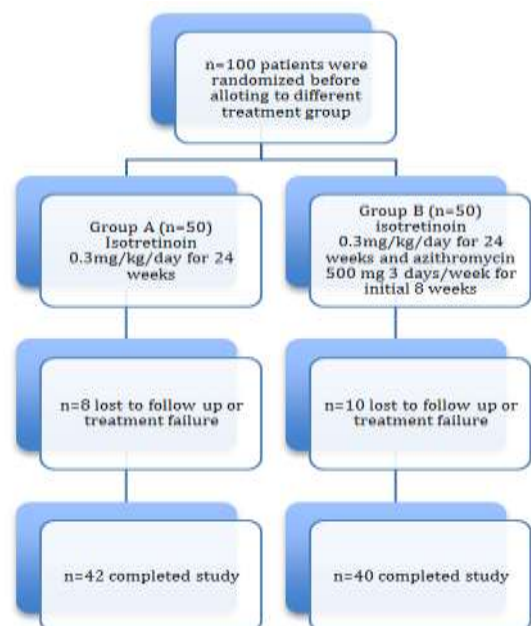 n=100 patients were
randomized before
alloting to different
treatment group
Group A (n=50)
Isotretinoin
0.3mg/kg/day for 24
weeks
Group B (n=50)
isotretinoin
0.3mg/kg/day for 24
weeks and azithromycin
500 mg 3 days/week for
initial 8 weeks
n=8 lost to follow up or
treatment failure
n=10 lost to follow up or
treatment failure
n=42 completed study
n=40 completed study